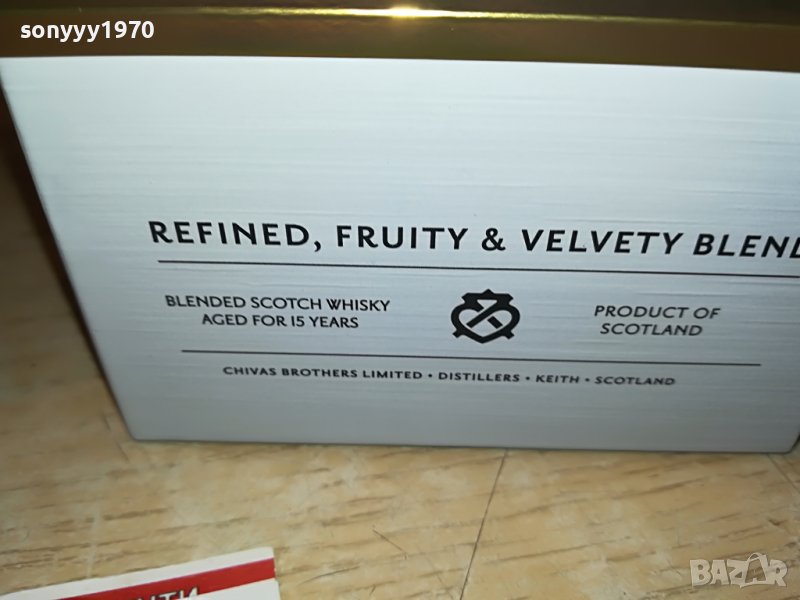 sonyyy1970
REFINED, FRUITY & VELVETY BLEND
BLENDED SCOTCH WHISKY
AGED FOR 15 YEARS
PRODUCT OF
SCOTLAND
CHIVAS BROTHERS LIMITED • DISTILLERS • KEITH • SCOTLAND
BAZAR